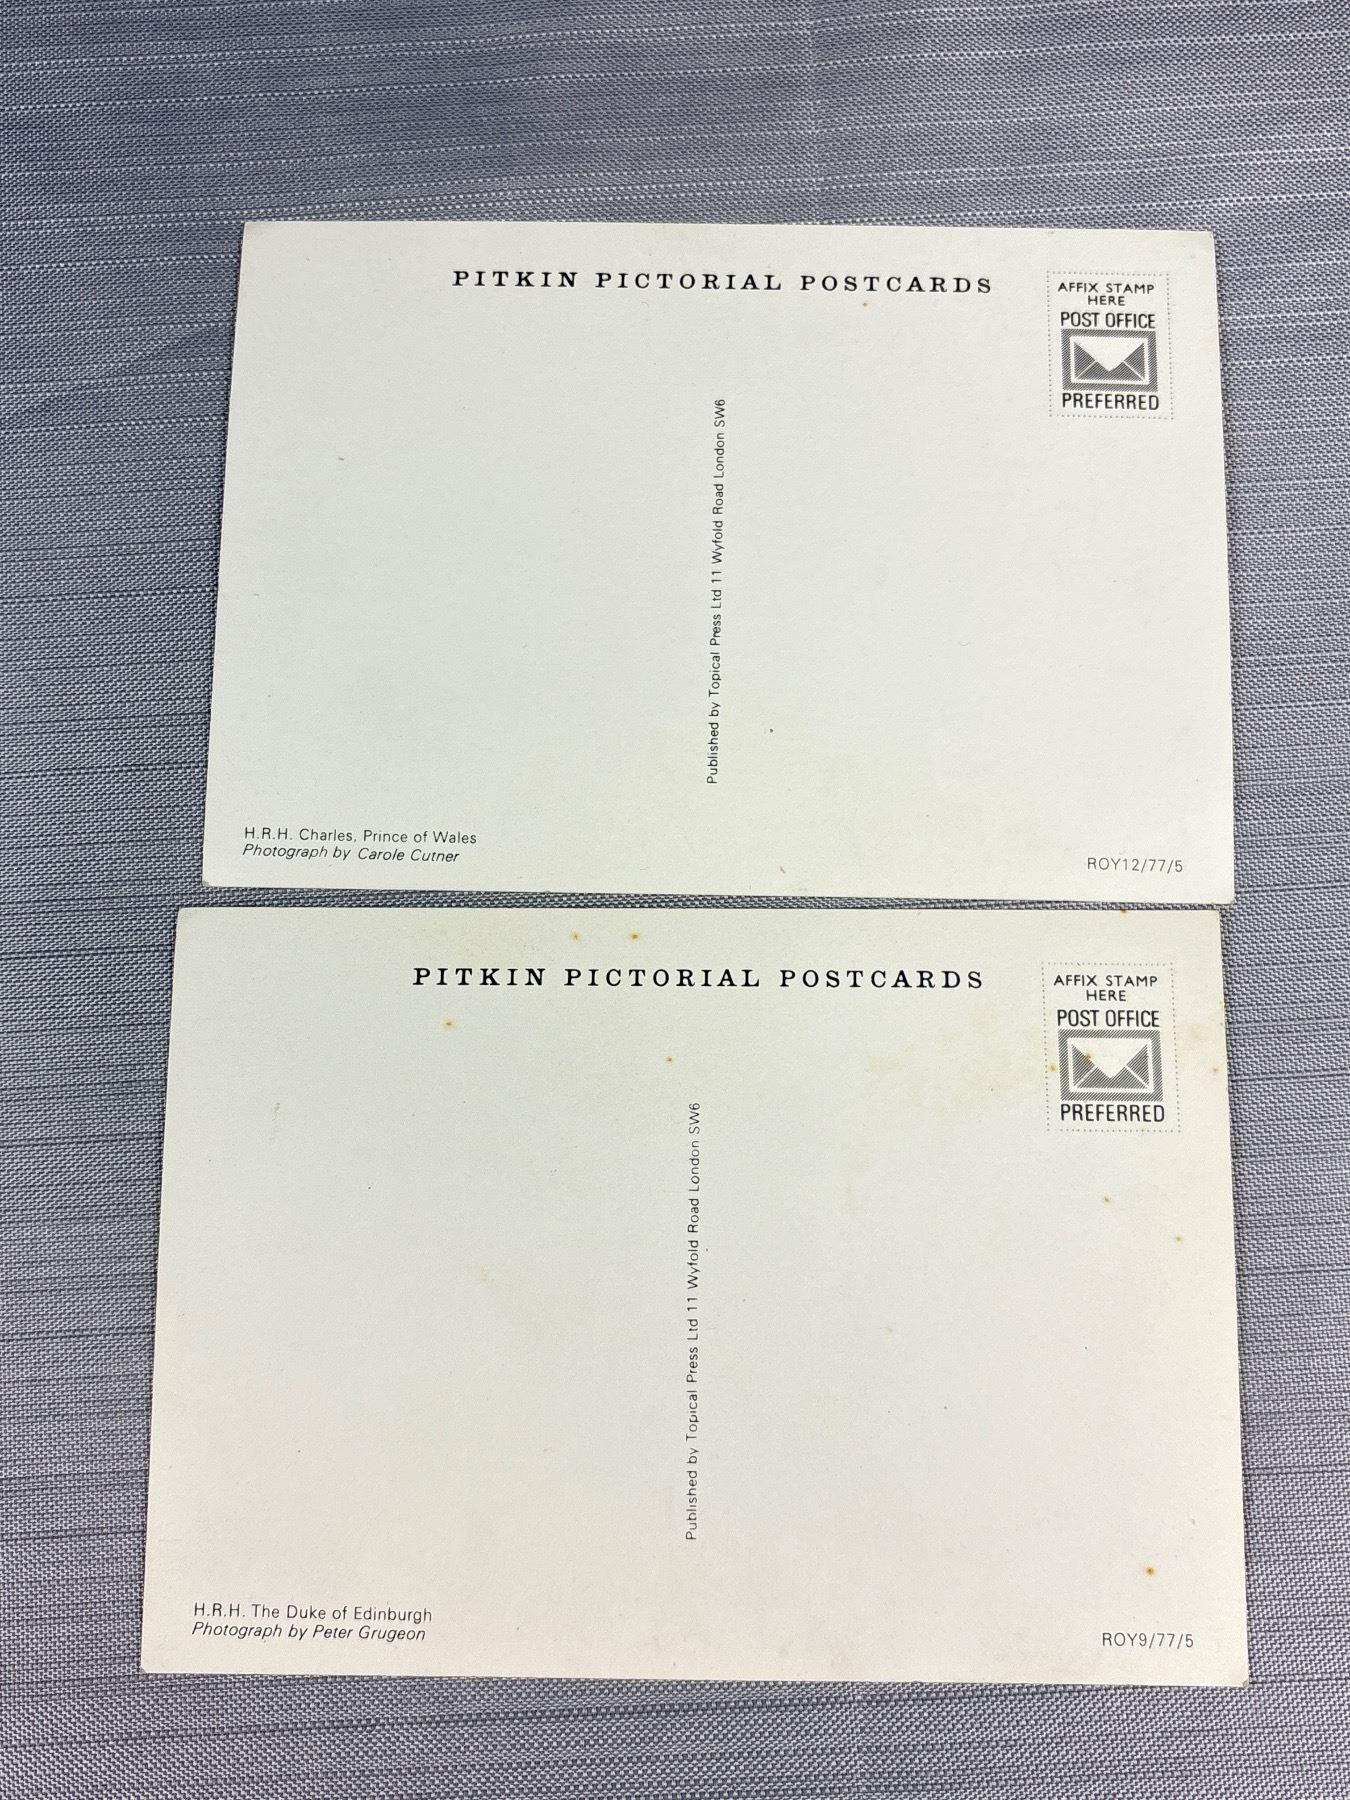 PITKIN PICTORIAL POSTCARDS
AFFIX STAMP
HERE
POST OFFICE
PREFERRED
Published by Topical Press Ltd 11 Wyfold Road London SW6
H.R.H. Charles, Prince of Wales
Photograph by Carole Cutner
ROY12/77/5
PITKIN PICTORIAL POSTCARDS
AFFIX STAMP
HERE
POST OFFICE
PREFERRED
Published by Topical Press Ltd 11 Wyfold Road London SW6
H.R.H. The Duke of Edinburgh
Photograph by Peter Grugeon
ROY9/77/5